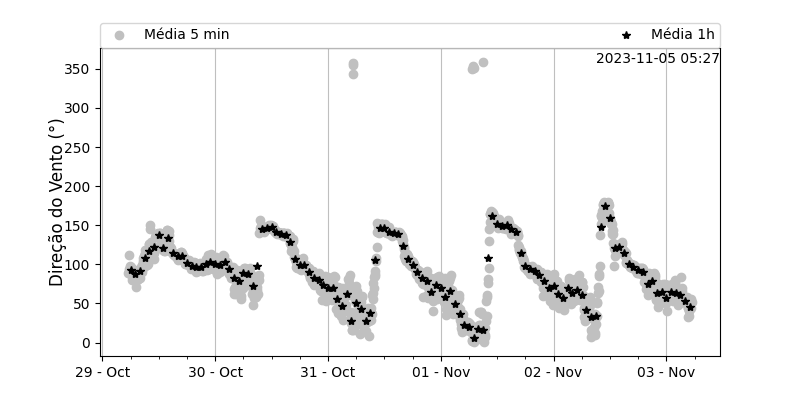 Média 5 min
Média 1h
2023-11-05 05:27
Direção do Vento (°)
350
300
250
200
150
100
50
0
29 - Oct
30 - Oct
31 - Oct
01 - Nov
02 - Nov
03 - Nov